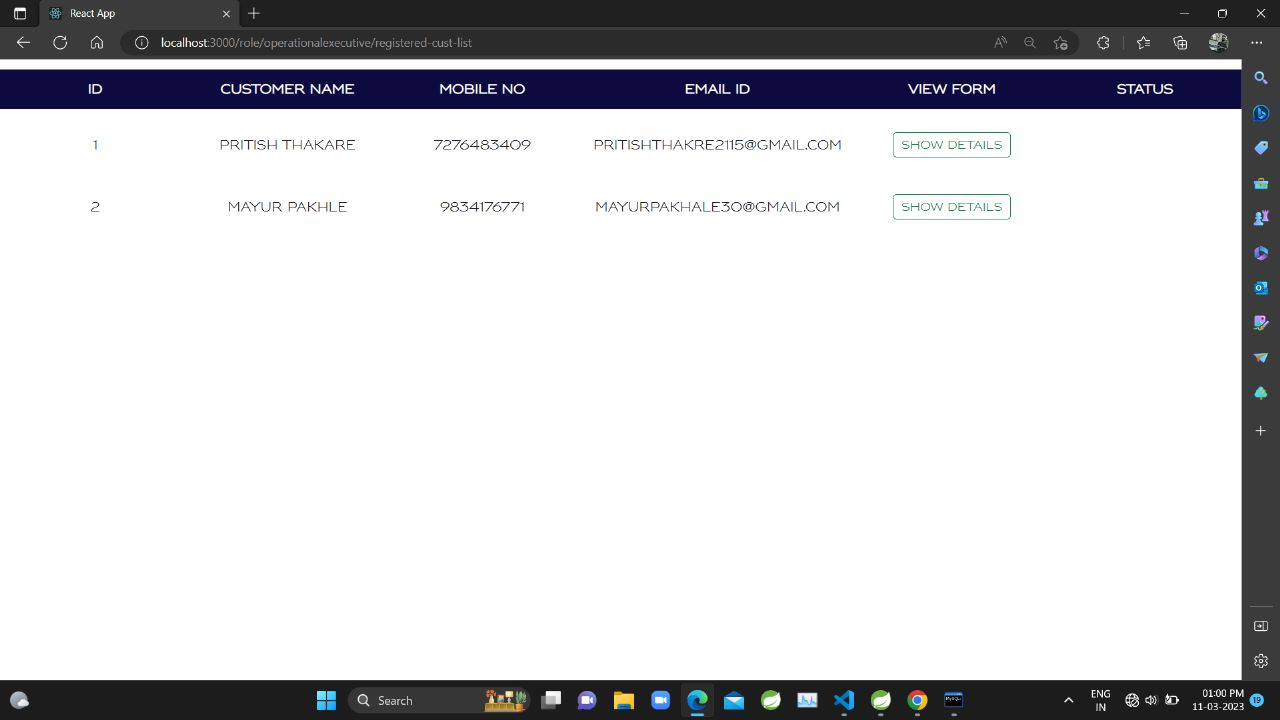 React App
localhost:3000/role/operationalexecutive/registered-cust-list
ID CUSTOMER NAME MOBILE NO EMAIL ID VIEW FORM STATUS
1 PRITISH THAKARE 7276483409 PRITISHTHAKRE2115@GMAIL.COM SHOW DETAILS
2 MAYUR PAKHLE 9834176771 MAYURPAKHALE30@GMAIL.COM SHOW DETAILS
Search
ENG
IN
01:00 PM
11-03-2023
19